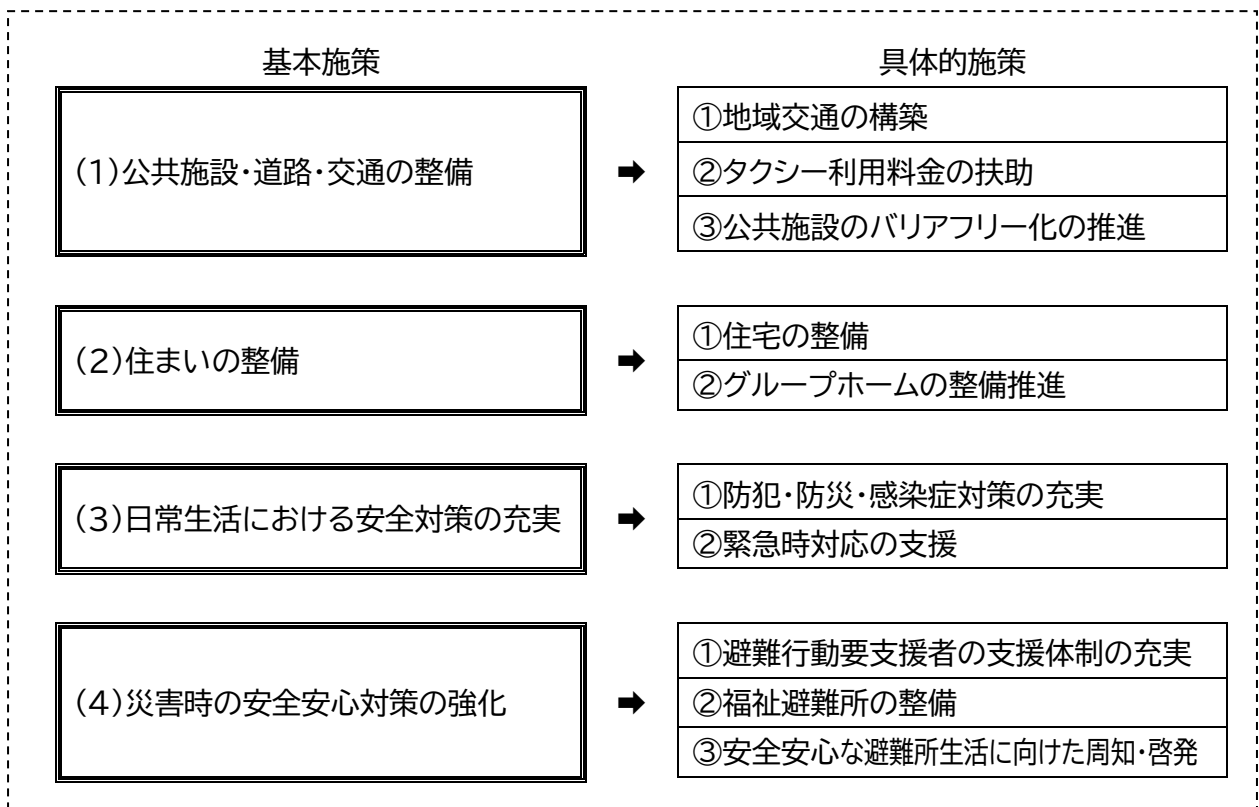 基本施策
具体的施策
(1)公共施設・道路・交通の整備
➡
①地域交通の構築
②タクシー利用料金の扶助
③公共施設のバリアフリー化の推進
(2)住まいの整備
➡
①住宅の整備
②グループホームの整備推進
(3)日常生活における安全対策の充実
➡
①防犯・防災・感染症対策の充実
②緊急時対応の支援
(4)災害時の安全安心対策の強化
➡
①避難行動要支援者の支援体制の充実
②福祉避難所の整備
③安全安心な避難所生活に向けた周知・啓発